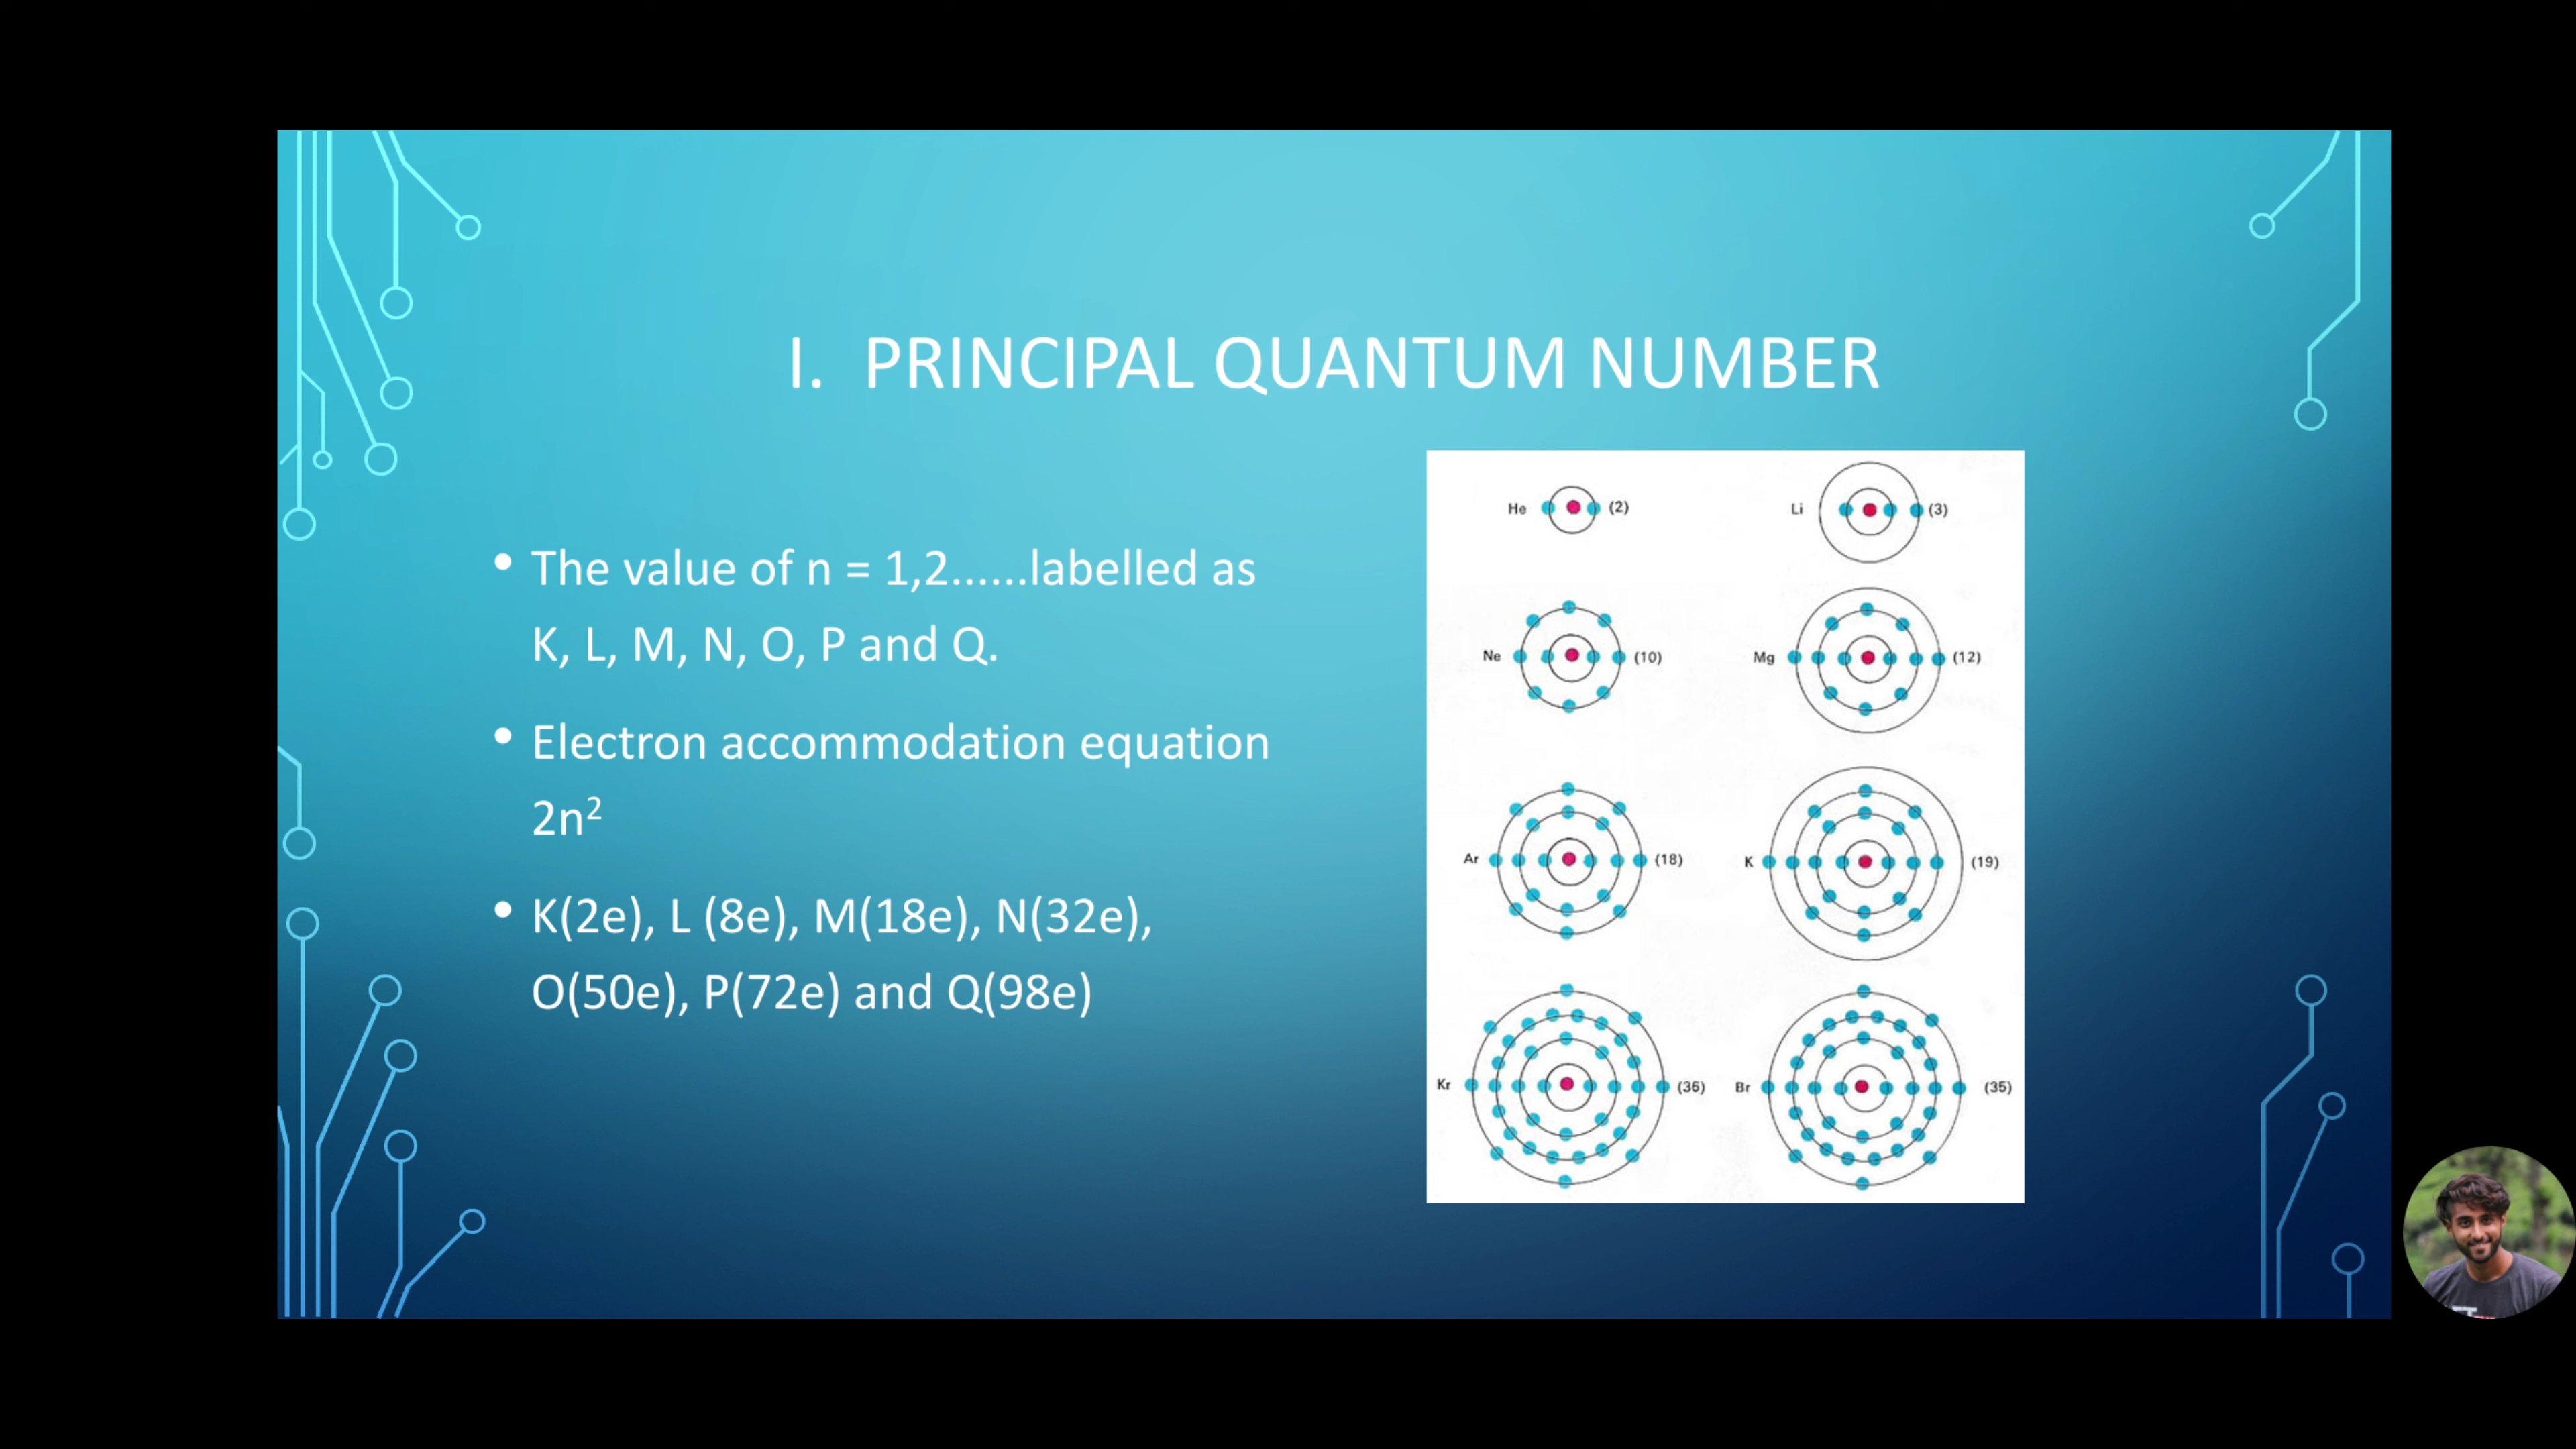 I. PRINCIPAL QUANTUM NUMBER
• The value of n = 1,2......labelled as
K, L, M, N, O, P and Q.
• Electron accommodation equation
2n²
• K(2e), L (8e), M(18e), N(32e),
O(50e), P(72e) and Q(98e)
He (2)
Li (3)
Ne (10)
Mg (12)
Ar (18)
K (19)
Kr (36)
Br (35)